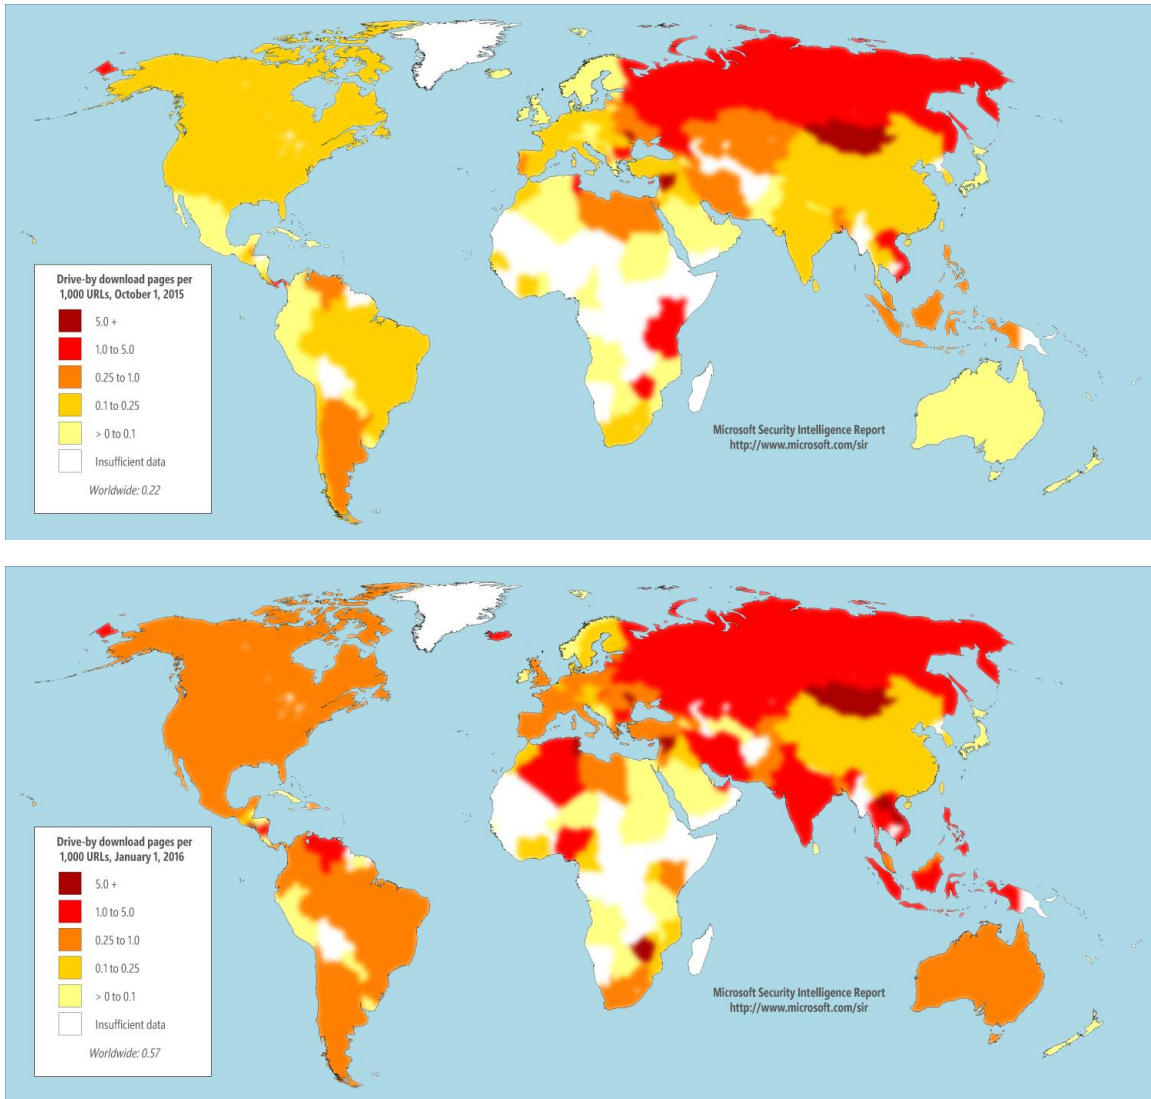 Drive-by download pages per
1,000 URLs, October 1, 2015
5.0 +
1.0 to 5.0
0.25 to 1.0
0.1 to 0.25
> 0 to 0.1
Insufficient data
Worldwide: 0.22
Microsoft Security Intelligence Report
http://www.microsoft.com/sir
Drive-by download pages per
1,000 URLs, January 1, 2016
5.0 +
1.0 to 5.0
0.25 to 1.0
0.1 to 0.25
> 0 to 0.1
Insufficient data
Worldwide: 0.57
Microsoft Security Intelligence Report
http://www.microsoft.com/sir